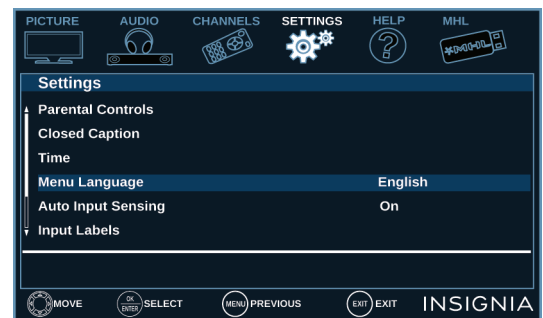 PICTURE AUDIO CHANNELS SETTINGS HELP MHL
MHL
Settings
Parental Controls
Closed Caption
Time
Menu Language English
Auto Input Sensing On
Input Labels
MOVE OK ENTER SELECT MENU PREVIOUS EXIT EXIT INSIGNIA